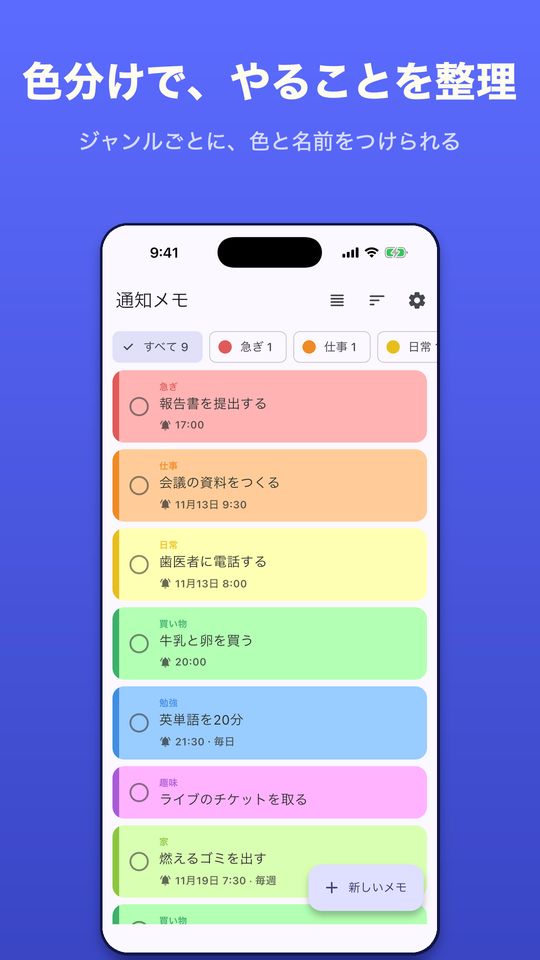 色分けで、やることを整理
ジャンルごとに、色と名前をつけられる
9:41
通知メモ
すべて 9
急ぎ 1
仕事 1
日常
急ぎ
報告書を提出する
17:00
仕事
会議の資料をつくる
11月13日 9:30
日常
歯医者に電話する
11月13日 8:00
買い物
牛乳と卵を買う
20:00
勉強
英単語を20分
21:30 · 毎日
趣味
ライブのチケットを取る
家
燃えるゴミを出す
11月19日 7:30 · 毎週
+ 新しいメモ
買い物